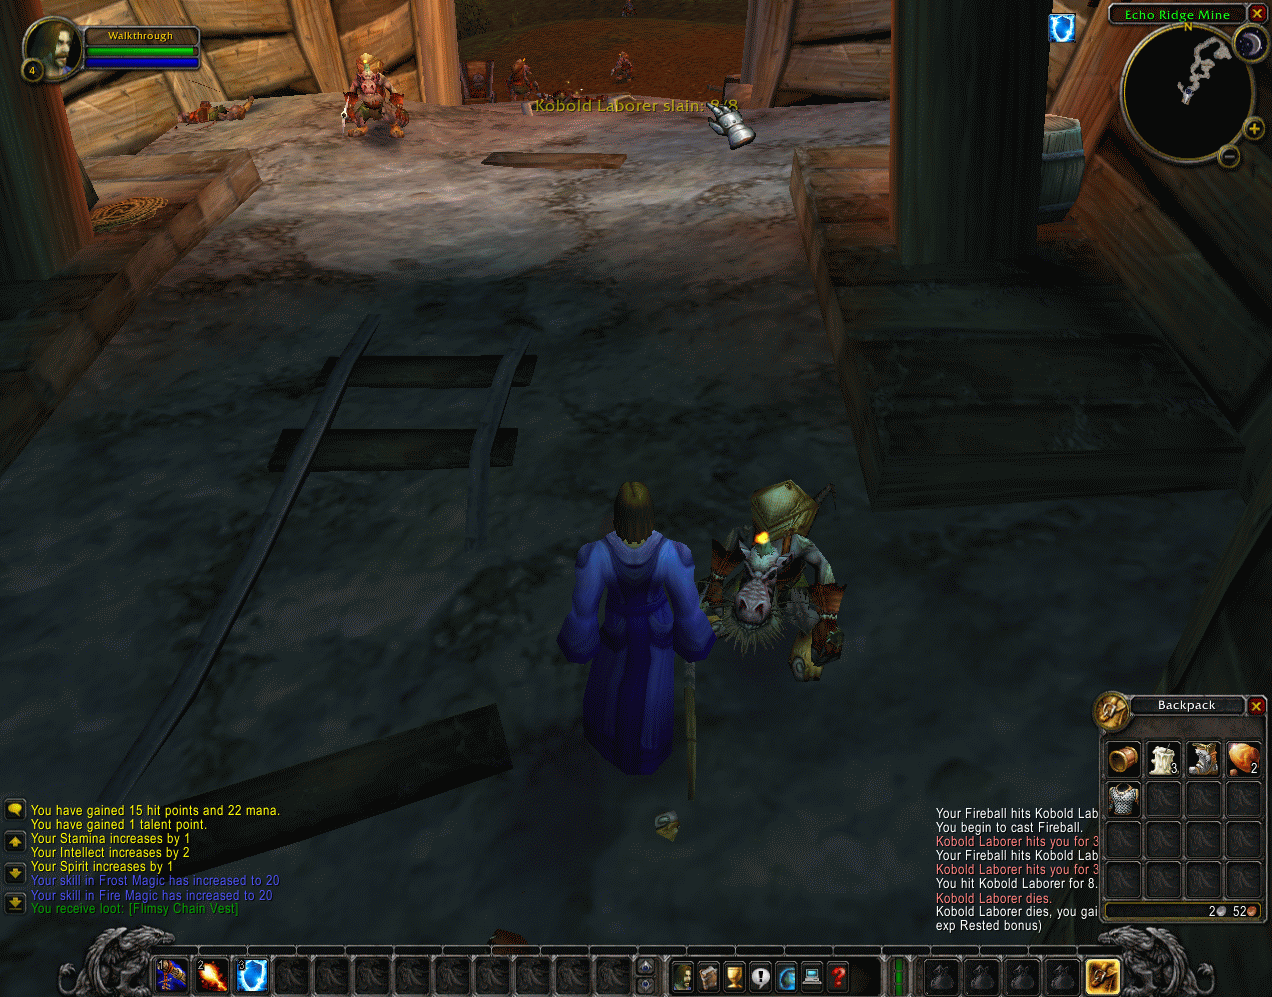 Echo Ridge Mine
N
Walkthrough
4
Kobold Laborer slain: 8/8
Backpack
3
2
2 52
You have gained 15 hit points and 22 mana.
You have gained 1 talent point.
Your Stamina increases by 1
Your Intellect increases by 2
Your Spirit increases by 1
Your skill in Frost Magic has increased to 20
Your skill in Fire Magic has increased to 20
You receive loot: [Flimsy Chain Vest]
Your Fireball hits Kobold Lab
You begin to cast Fireball.
Kobold Laborer hits you for 3
Your Fireball hits Kobold Lab
Kobold Laborer hits you for 3
You hit Kobold Laborer for 8.
Kobold Laborer dies.
Kobold Laborer dies, you gai
exp Rested bonus)
1 2 3